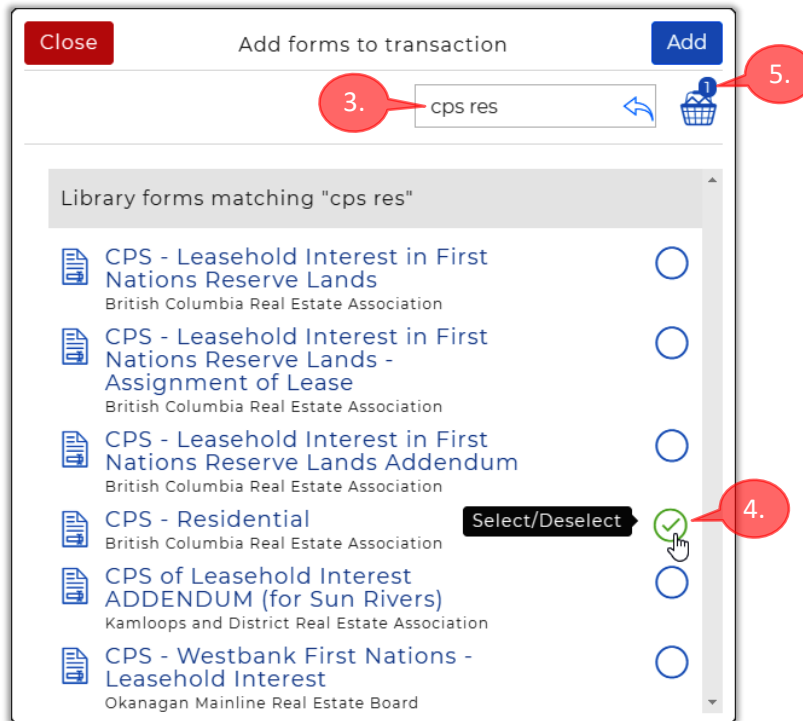 Close Add forms to transaction Add
5.
1
3. cps res
Library forms matching "cps res"
CPS - Leasehold Interest in First
Nations Reserve Lands
British Columbia Real Estate Association
CPS - Leasehold Interest in First
Nations Reserve Lands -
Assignment of Lease
British Columbia Real Estate Association
CPS - Leasehold Interest in First
Nations Reserve Lands Addendum
British Columbia Real Estate Association
CPS - Residential Select/Deselect 4.
British Columbia Real Estate Association
CPS of Leasehold Interest
ADDENDUM (for Sun Rivers)
Kamloops and District Real Estate Association
CPS - Westbank First Nations -
Leasehold Interest
Okanagan Mainline Real Estate Board